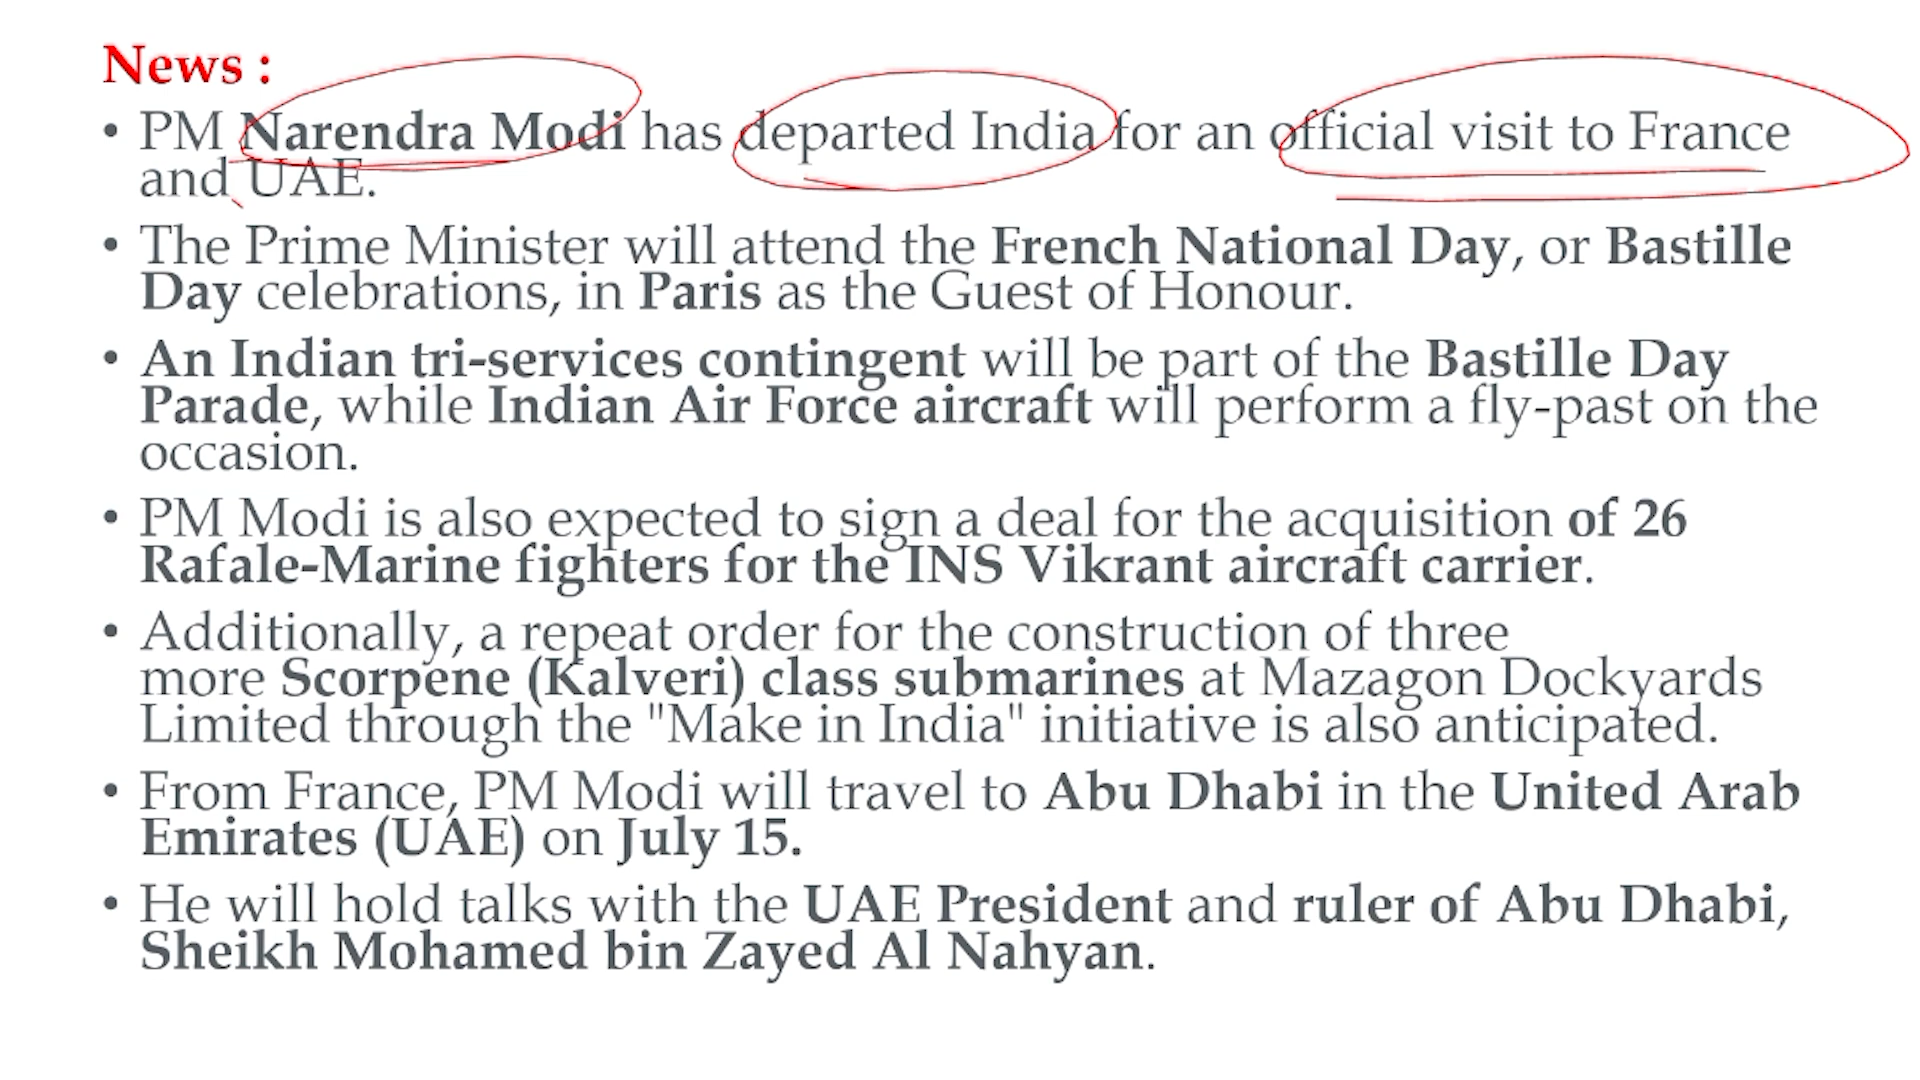 News :
• PM Narendra Modi has departed India for an official visit to France
and UAE.
• The Prime Minister will attend the French National Day, or Bastille
Day celebrations, in Paris as the Guest of Honour.
• An Indian tri-services contingent will be part of the Bastille Day
Parade, while Indian Air Force aircraft will perform a fly-past on the
occasion.
• PM Modi is also expected to sign a deal for the acquisition of 26
Rafale-Marine fighters for the INS Vikrant aircraft carrier.
• Additionally, a repeat order for the construction of three
more Scorpene (Kalveri) class submarines at Mazagon Dockyards
Limited through the "Make in India" initiative is also anticipated.
• From France, PM Modi will travel to Abu Dhabi in the United Arab
Emirates (UAE) on July 15.
• He will hold talks with the UAE President and ruler of Abu Dhabi,
Sheikh Mohamed bin Zayed Al Nahyan.